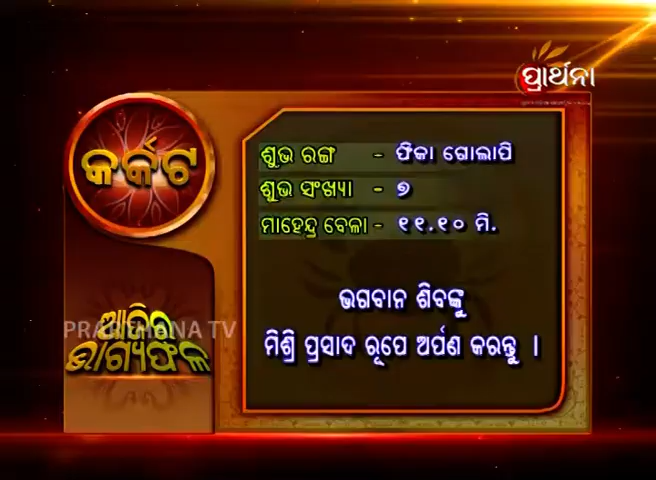 ପ୍ରାର୍ଥନା
କର୍କଟ
ଶୁଭ ରଙ୍ଗ - ଫିକା ଗୋଲାପି
ଶୁଭ ସଂଖ୍ୟା - ୭
ମାହେନ୍ଦ୍ର ବେଳା - ୧୧.୧୦ ମି.
ଭଗବାନ ଶିବଙ୍କୁ
ମିଶ୍ରି ପ୍ରସାଦ ରୂପେ ଅର୍ପଣ କରନ୍ତୁ ।
ଆଜିର
PRARTHANA TV
ଭାଗ୍ୟଫଳ